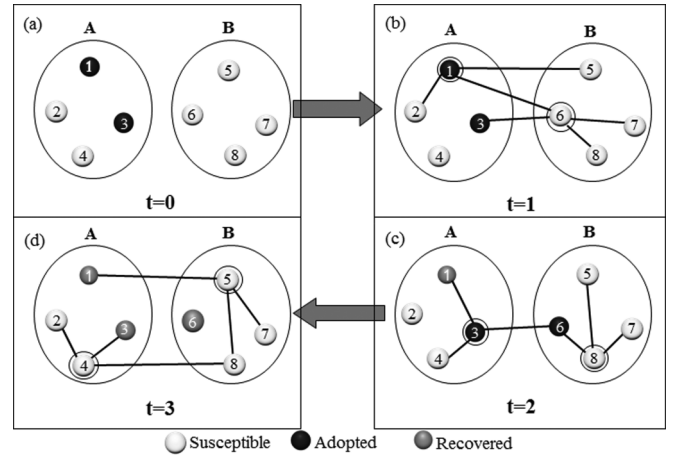 (a) A B
1 5
2 6 7
3
4 8
t=0
(b) A B
1 5
2 3 6 7
4 8
t=1
(d) A B
1 5
2 3 6 7
4 8
t=3
(c) A B
1 5
2 3 6 7
4 8
t=2
Susceptible Adopted Recovered